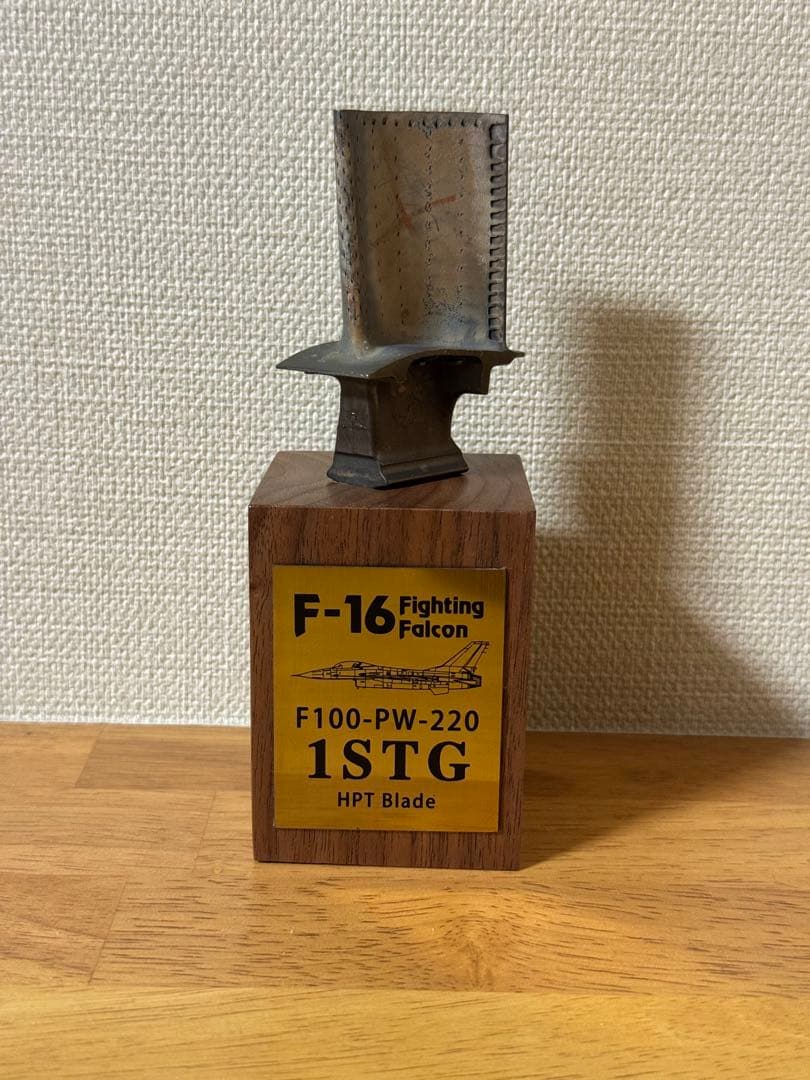 F-16 Fighting Falcon
F100-PW-220
1STG
HPT Blade